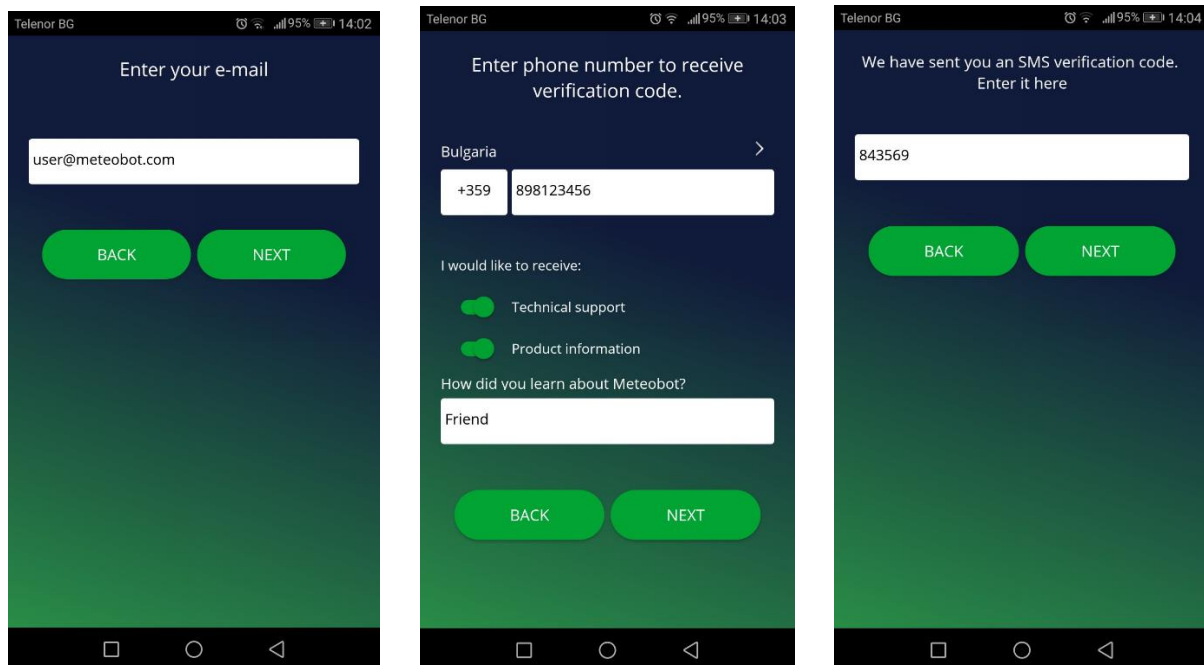 Telenor BG 95% 14:02
Enter your e-mail
user@meteobot.com
BACK NEXT
Telenor BG 95% 14:03
Enter phone number to receive
verification code.
Bulgaria
+359 898123456
I would like to receive:
Technical support
Product information
How did you learn about Meteobot?
Friend
BACK NEXT
Telenor BG 95% 14:04
We have sent you an SMS verification code.
Enter it here
843569
BACK NEXT